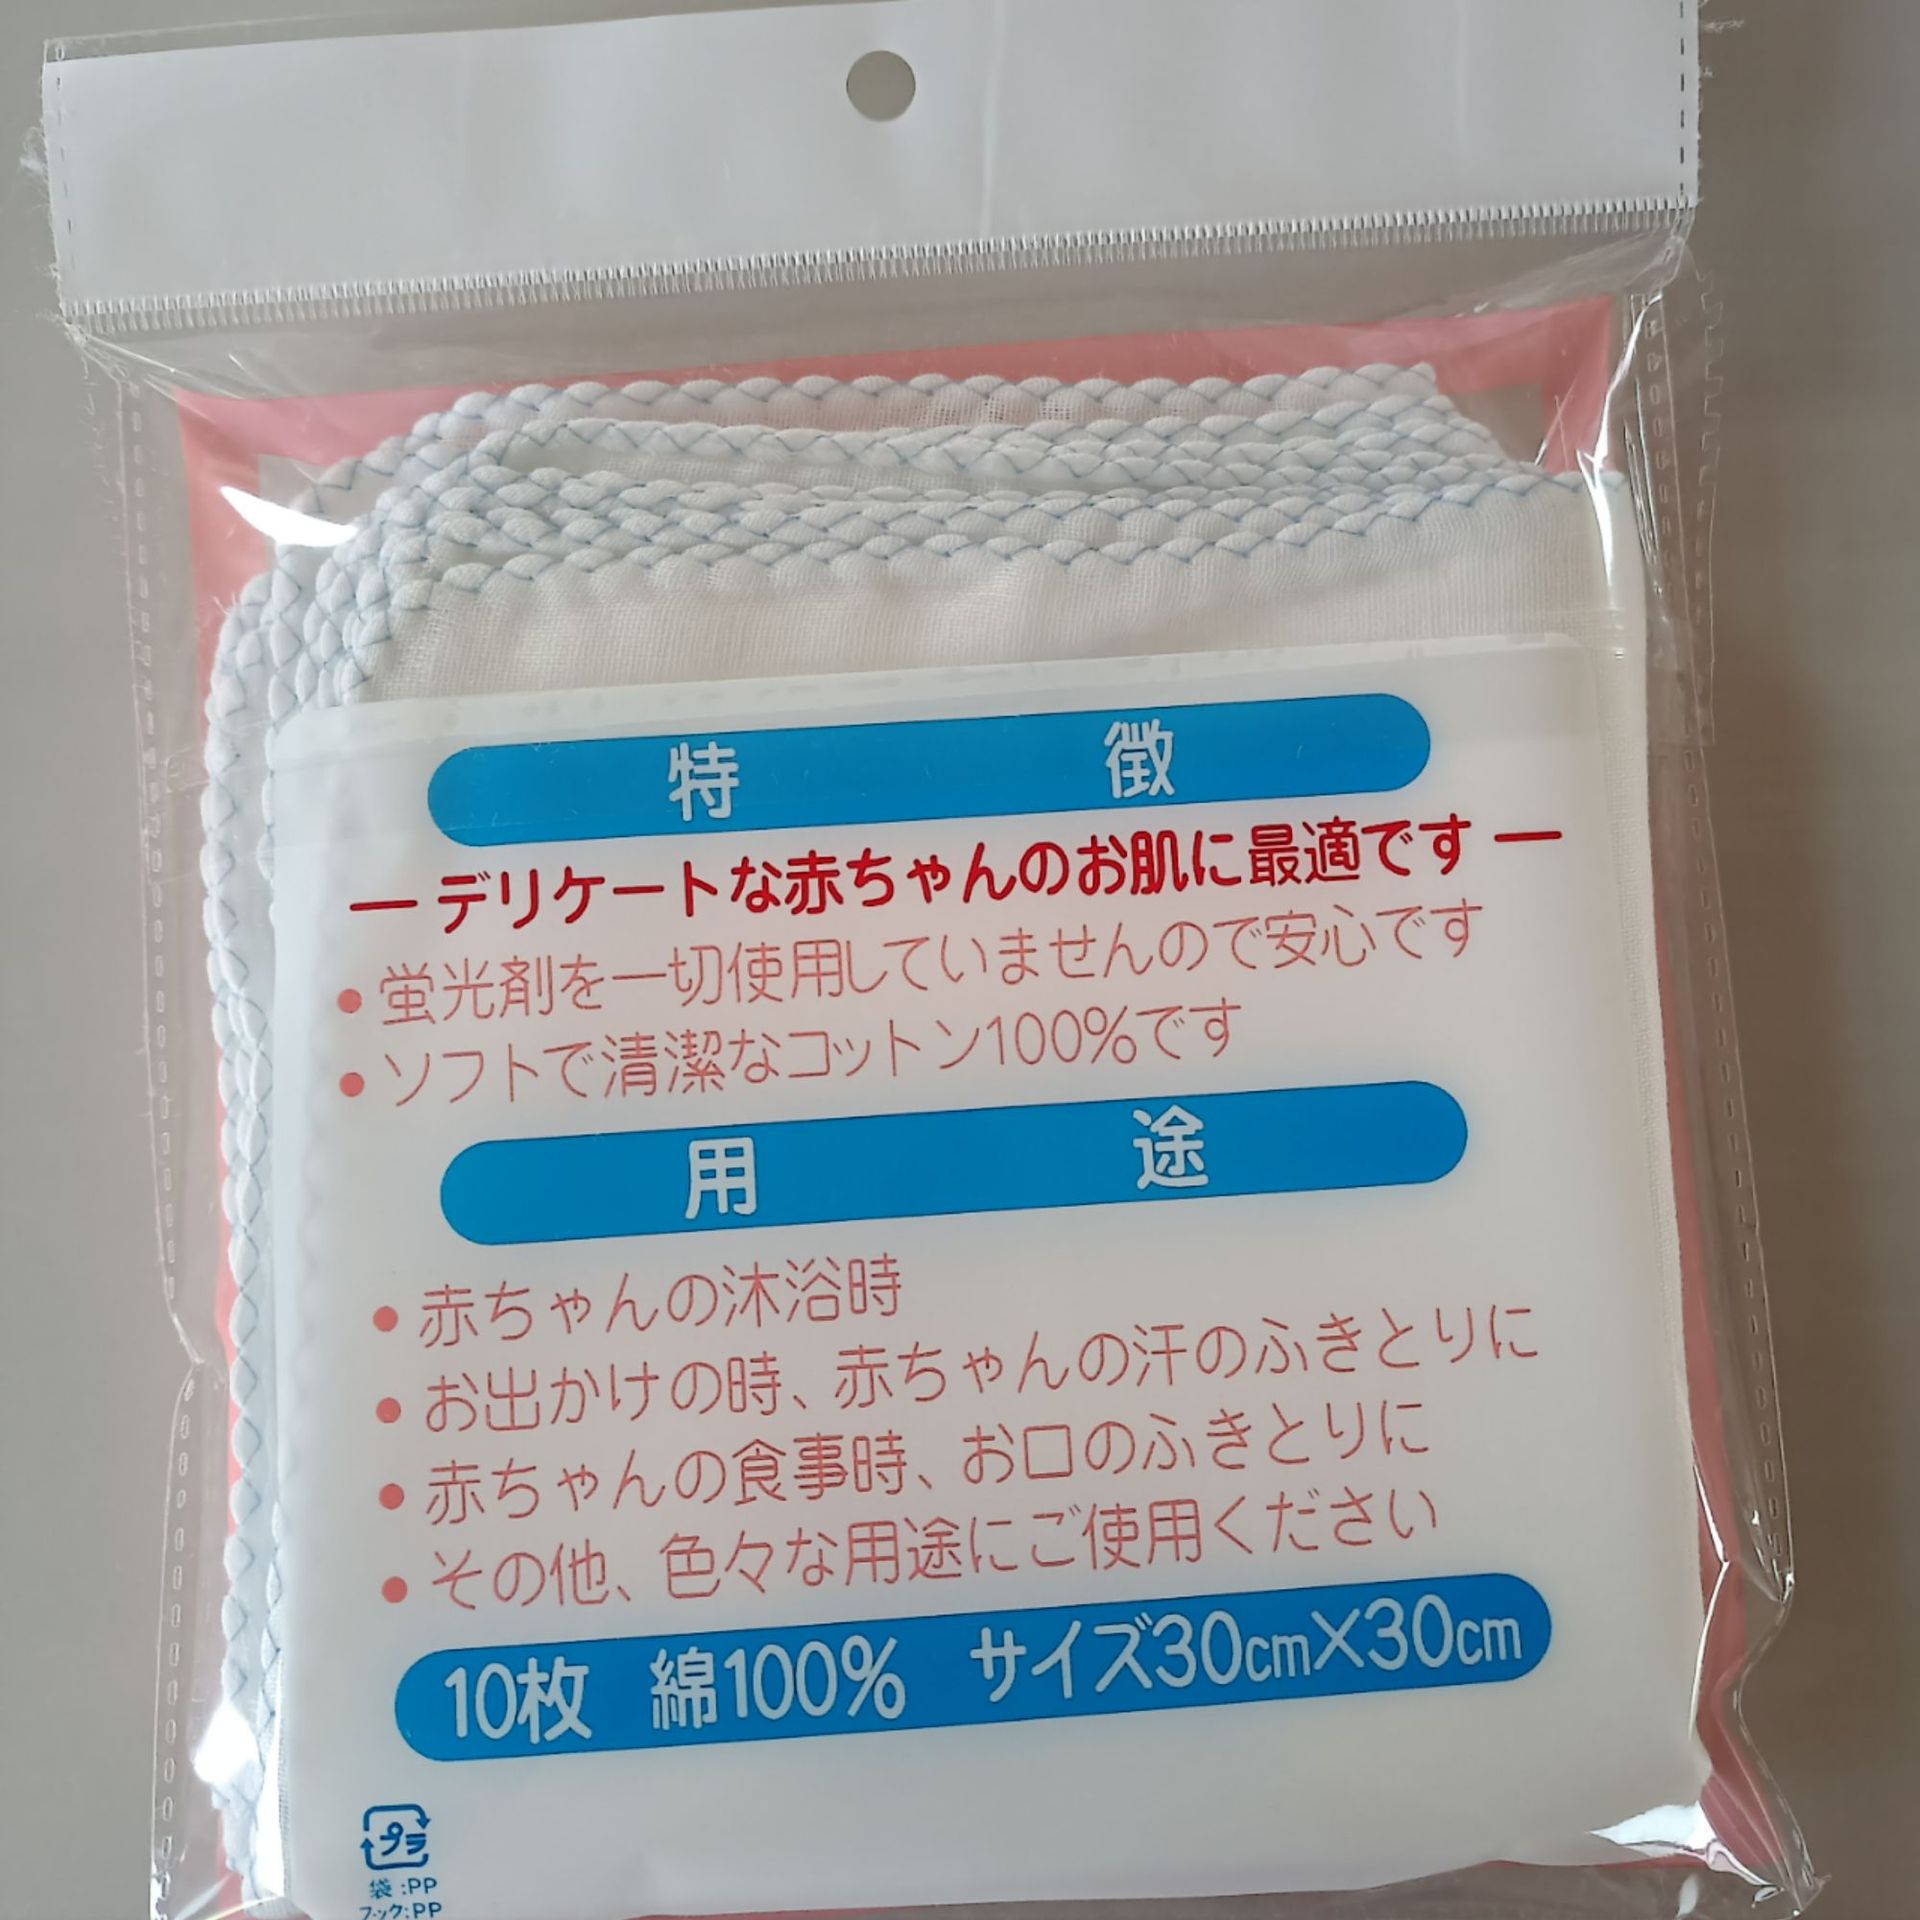 特 徴
ー デリケートな赤ちゃんのお肌に最適です ー
• 蛍光剤を一切使用していませんので安心です
• ソフトで清潔なコットン100%です
用 途
• 赤ちゃんの沐浴時
• お出かけの時、赤ちゃんの汗のふきとりに
• 赤ちゃんの食事時、お口のふきとりに
• その他、色々な用途にご使用ください
10枚 綿100% サイズ30cm×30cm
プラ
袋:PP
フック:PP